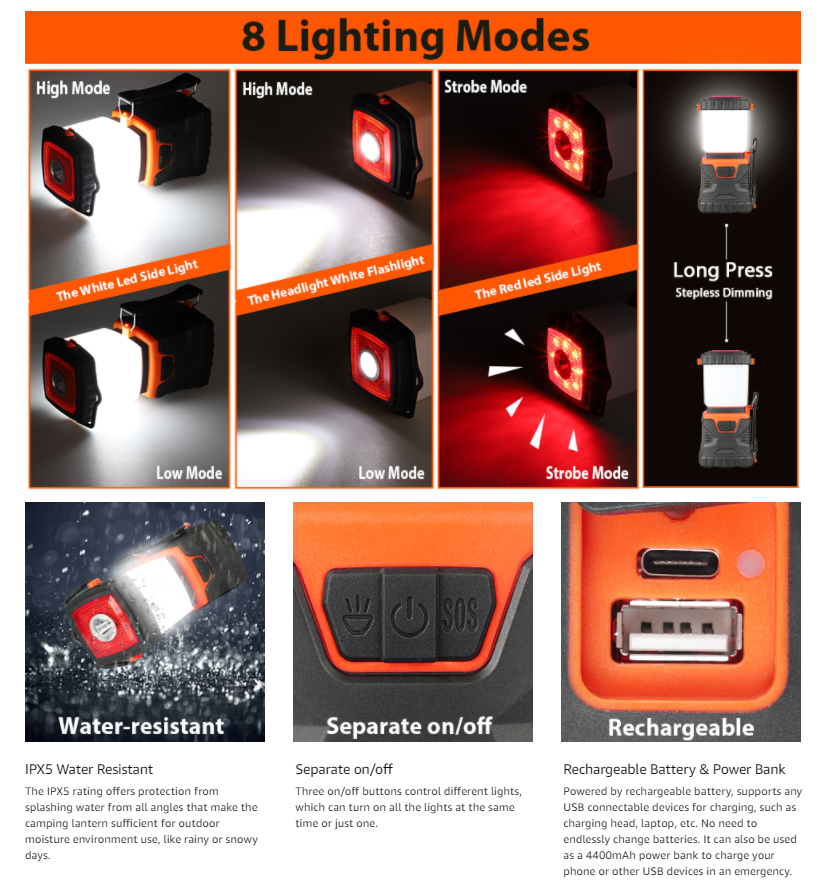 8 Lighting Modes
High Mode
The White Led Side Light
Low Mode
High Mode
The Headlight White Flashlight
Low Mode
Strobe Mode
The Red led Side Light
Strobe Mode
Long Press
Stepless Dimming
Water-resistant
SOS
Separate on/off
Rechargeable
IPX5 Water Resistant
The IPX5 rating offers protection from
splashing water from all angles that make the
camping lantern sufficient for outdoor
moisture environment use, like rainy or snowy
days.
Separate on/off
Three on/off buttons control different lights,
which can turn on all the lights at the same
time or just one.
Rechargeable Battery & Power Bank
Powered by rechargeable battery, supports any
USB connectable devices for charging, such as
charging head, laptop, etc. No need to
endlessly change batteries. It can also be used
as a 4400mAh power bank to charge your
phone or other USB devices in an emergency.